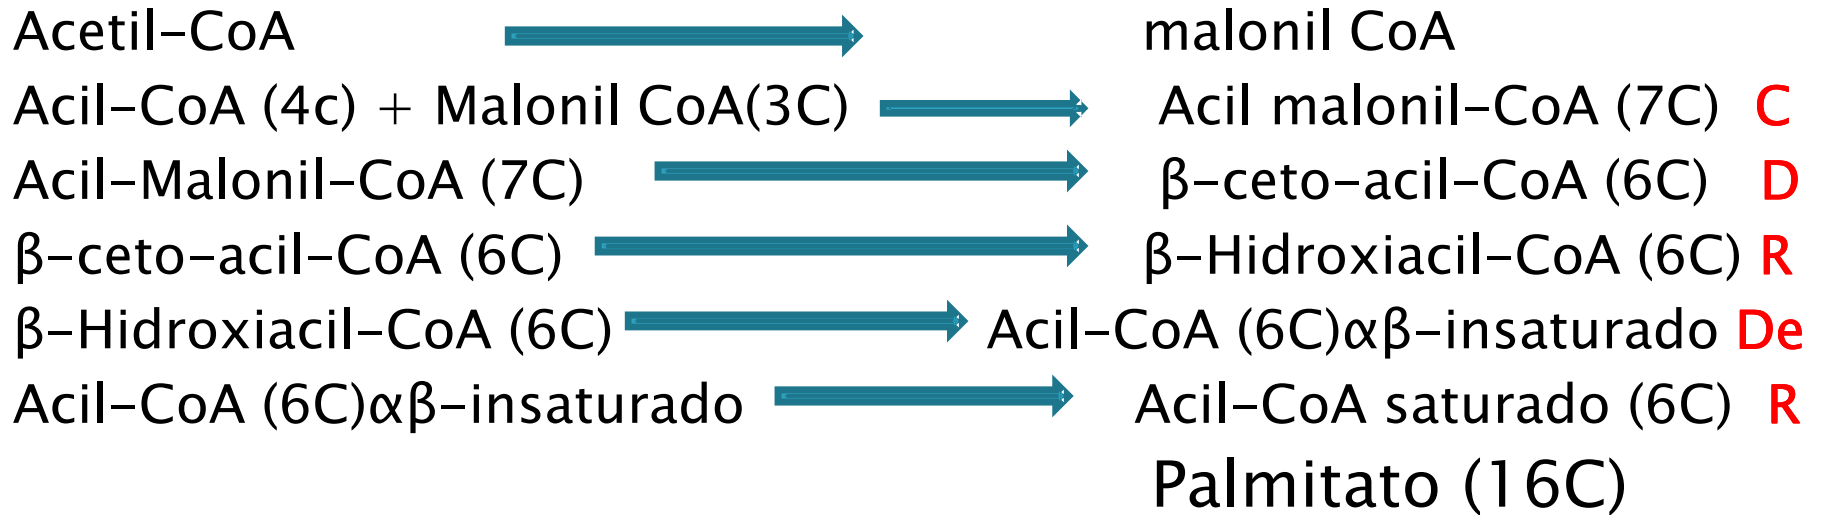 Acetil-CoA malonil CoA
Acil-CoA (4c) + Malonil CoA(3C) Acil malonil-CoA (7C) C
Acil-Malonil-CoA (7C) β-ceto-acil-CoA (6C) D
β-ceto-acil-CoA (6C) β-Hidroxiacil-CoA (6C) R
β-Hidroxiacil-CoA (6C) Acil-CoA (6C)αβ-insaturado De
Acil-CoA (6C)αβ-insaturado Acil-CoA saturado (6C) R
Palmitato (16C)